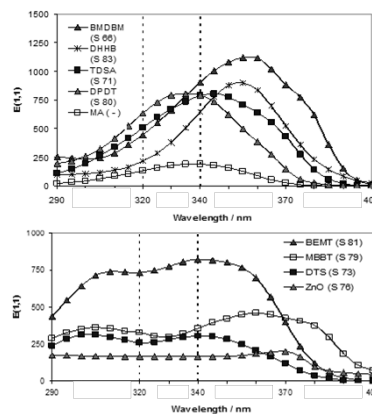 1500
1250
1000
750
500
250
0
E(1,1)
BMDBM
(S 66)
DHHB
(S 83)
TDSA
(S 71)
DPDT
(S 80)
MA ( - )
290
320
340
370
40
Wavelength / nm
1000
750
500
250
0
E(1,1)
BEMT (S 81)
MBBT (S 79)
DTS (S 73)
ZnO (S 76)
290
320
340
370
40
Wavelength / nm